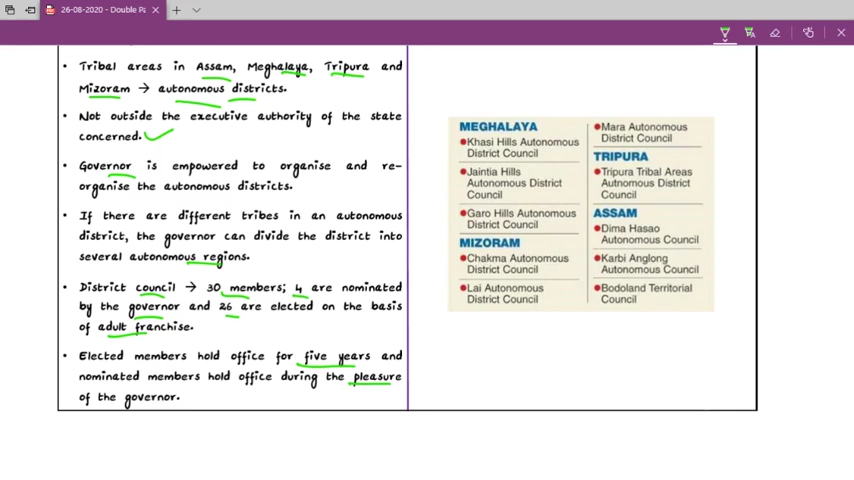 26-08-2020 - Double Pa
• Tribal areas in Assam, Meghalaya, Tripura and
Mizoram → autonomous districts.
• Not outside the executive authority of the state
concerned.
• Governor is empowered to organise and re-
organise the autonomous districts.
• If there are different tribes in an autonomous
district, the governor can divide the district into
several autonomous regions.
• District council → 30 members; 4 are nominated
by the governor and 26 are elected on the basis
of adult franchise.
• Elected members hold office for five years and
nominated members hold office during the pleasure
of the governor.
MEGHALAYA
Khasi Hills Autonomous
District Council
Jaintia Hills
Autonomous District
Council
Garo Hills Autonomous
District Council
MIZORAM
Chakma Autonomous
District Council
Lai Autonomous
District Council
Mara Autonomous
District Council
TRIPURA
Tripura Tribal Areas
Autnomous District
Council
ASSAM
Dima Hasao
Autonomous Council
Karbi Anglong
Autonomous Council
Bodoland Territorial
Council